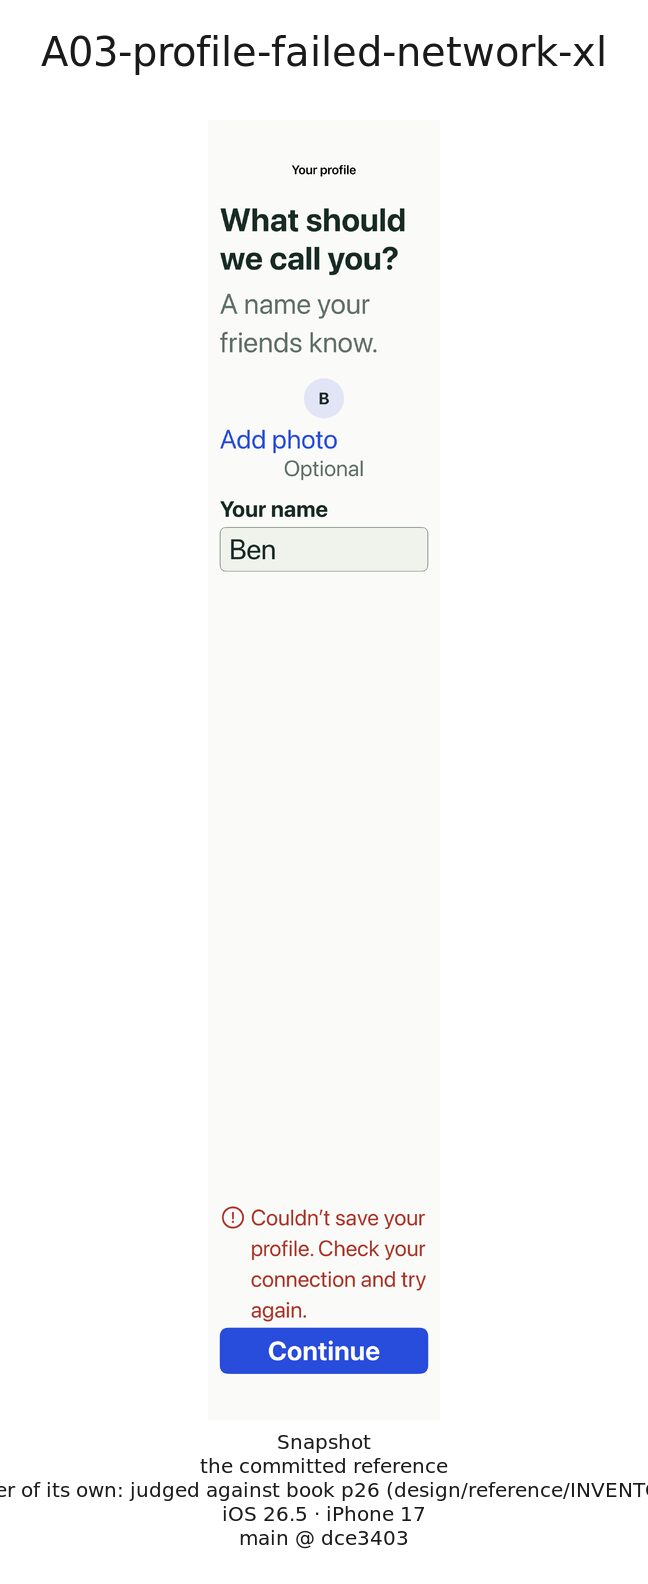 A03-profile-failed-network-xl
Your profile
What should
we call you?
A name your
friends know.
B
Add photo
Optional
Your name
Ben
Couldn’t save your
profile. Check your
connection and try
again.
Continue
Snapshot
the committed reference
of its own: judged against book p26 (design/reference/
iOS 26.5 · iPhone 17
main @ dce3403